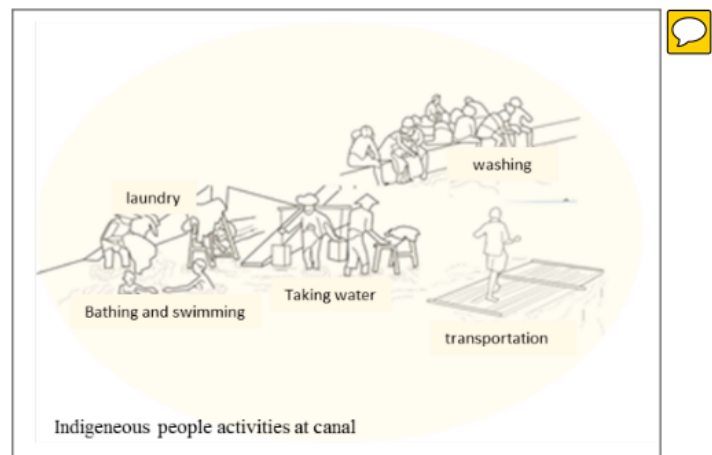 washing
laundry
Taking water
Bathing and swimming
transportation
Indigeneous people activities at canal